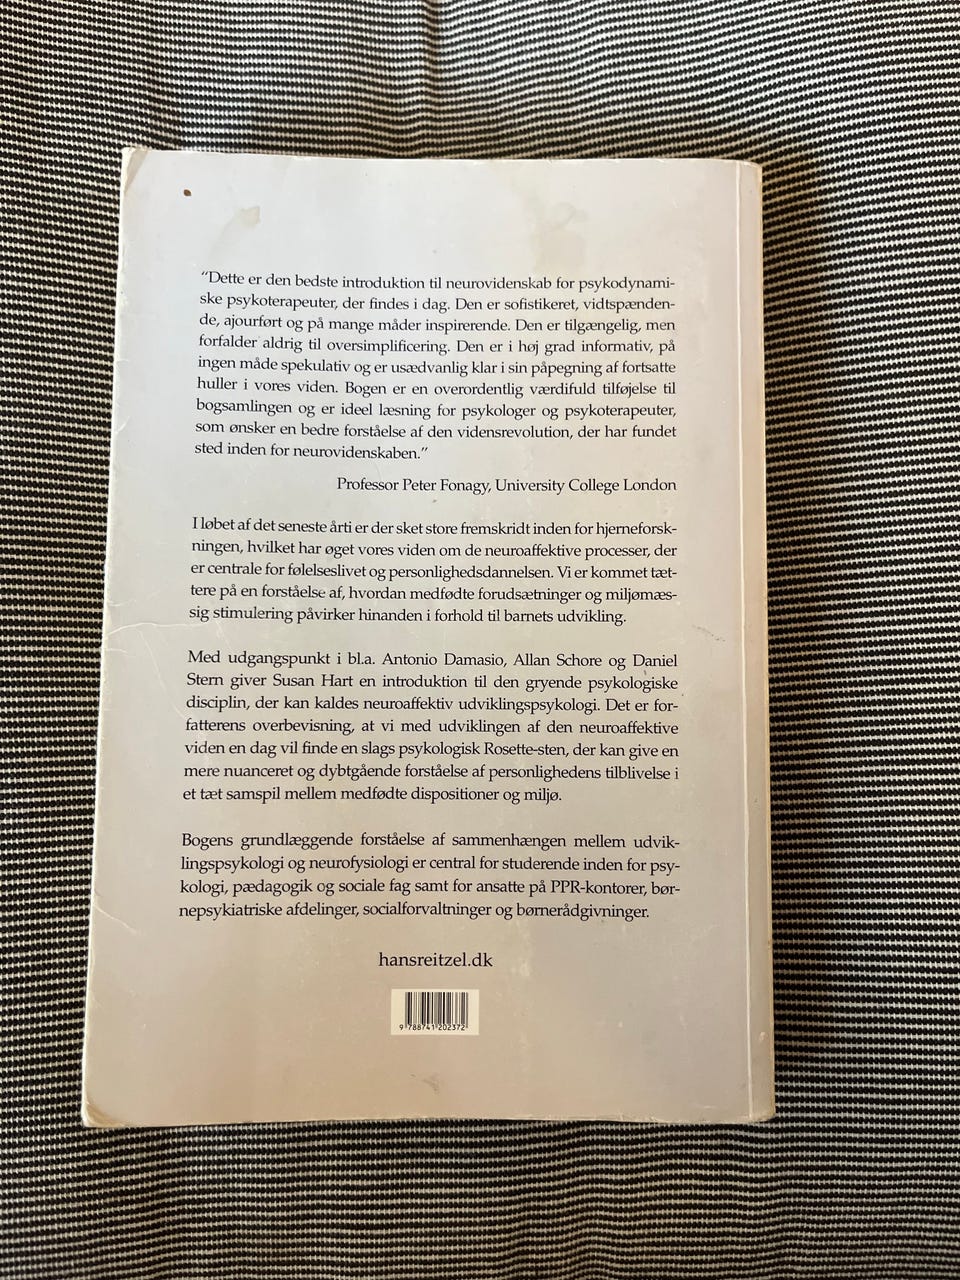 “Dette er den bedste introduktion til neurovidenskab for psykodynami-
ske psykoterapeuter, der findes i dag. Den er sofistikeret, vidtspænden-
de, ajourført og på mange måder inspirerende. Den er tilgængelig, men
forfalder aldrig til oversimplificering. Den er i høj grad informativ, på
ingen måde spekulativ og er usædvanlig klar i sin påpegning af fortsatte
huller i vores viden. Bogen er en overordentlig værdifuld tilføjelse til
bogsamlingen og er ideel læsning for psykologer og psykoterapeuter,
som ønsker en bedre forståelse af den vidensrevolution, der har fundet
sted inden for neurovidenskaben.”
Professor Peter Fonagy, University College London
I løbet af det seneste årti er der sket store fremskridt inden for hjerneforsk-
ningen, hvilket har øget vores viden om de neuroaffektive processer, der
er centrale for følelseslivet og personlighedsdannelsen. Vi er kommet tæt-
tere på en forståelse af, hvordan medfødte forudsætninger og miljømæs-
sig stimulering påvirker hinanden i forhold til barnets udvikling.
Med udgangspunkt i bl.a. Antonio Damasio, Allan Schore og Daniel
Stern giver Susan Hart en introduktion til den gryende psykologiske
disciplin, der kan kaldes neuroaffektiv udviklingspsykologi. Det er for-
fatterens overbevisning, at vi med udviklingen af den neuroaffektive
viden en dag vil finde en slags psykologisk Rosette-sten, der kan give en
mere nuanceret og dybtgående forståelse af personlighedens tilblivelse i
et tæt samspil mellem medfødte dispositioner og miljø.
Bogens grundlæggende forståelse af sammenhængen mellem udvik-
lingspsykologi og neurofysiologi er central for studerende inden for psy-
kologi, pædagogik og sociale fag samt for ansatte på PPR-kontorer, bør-
nepsykiatriske afdelinger, socialforvaltninger og børnerådgivninger.
hansreitzel.dk
9 788741 202372